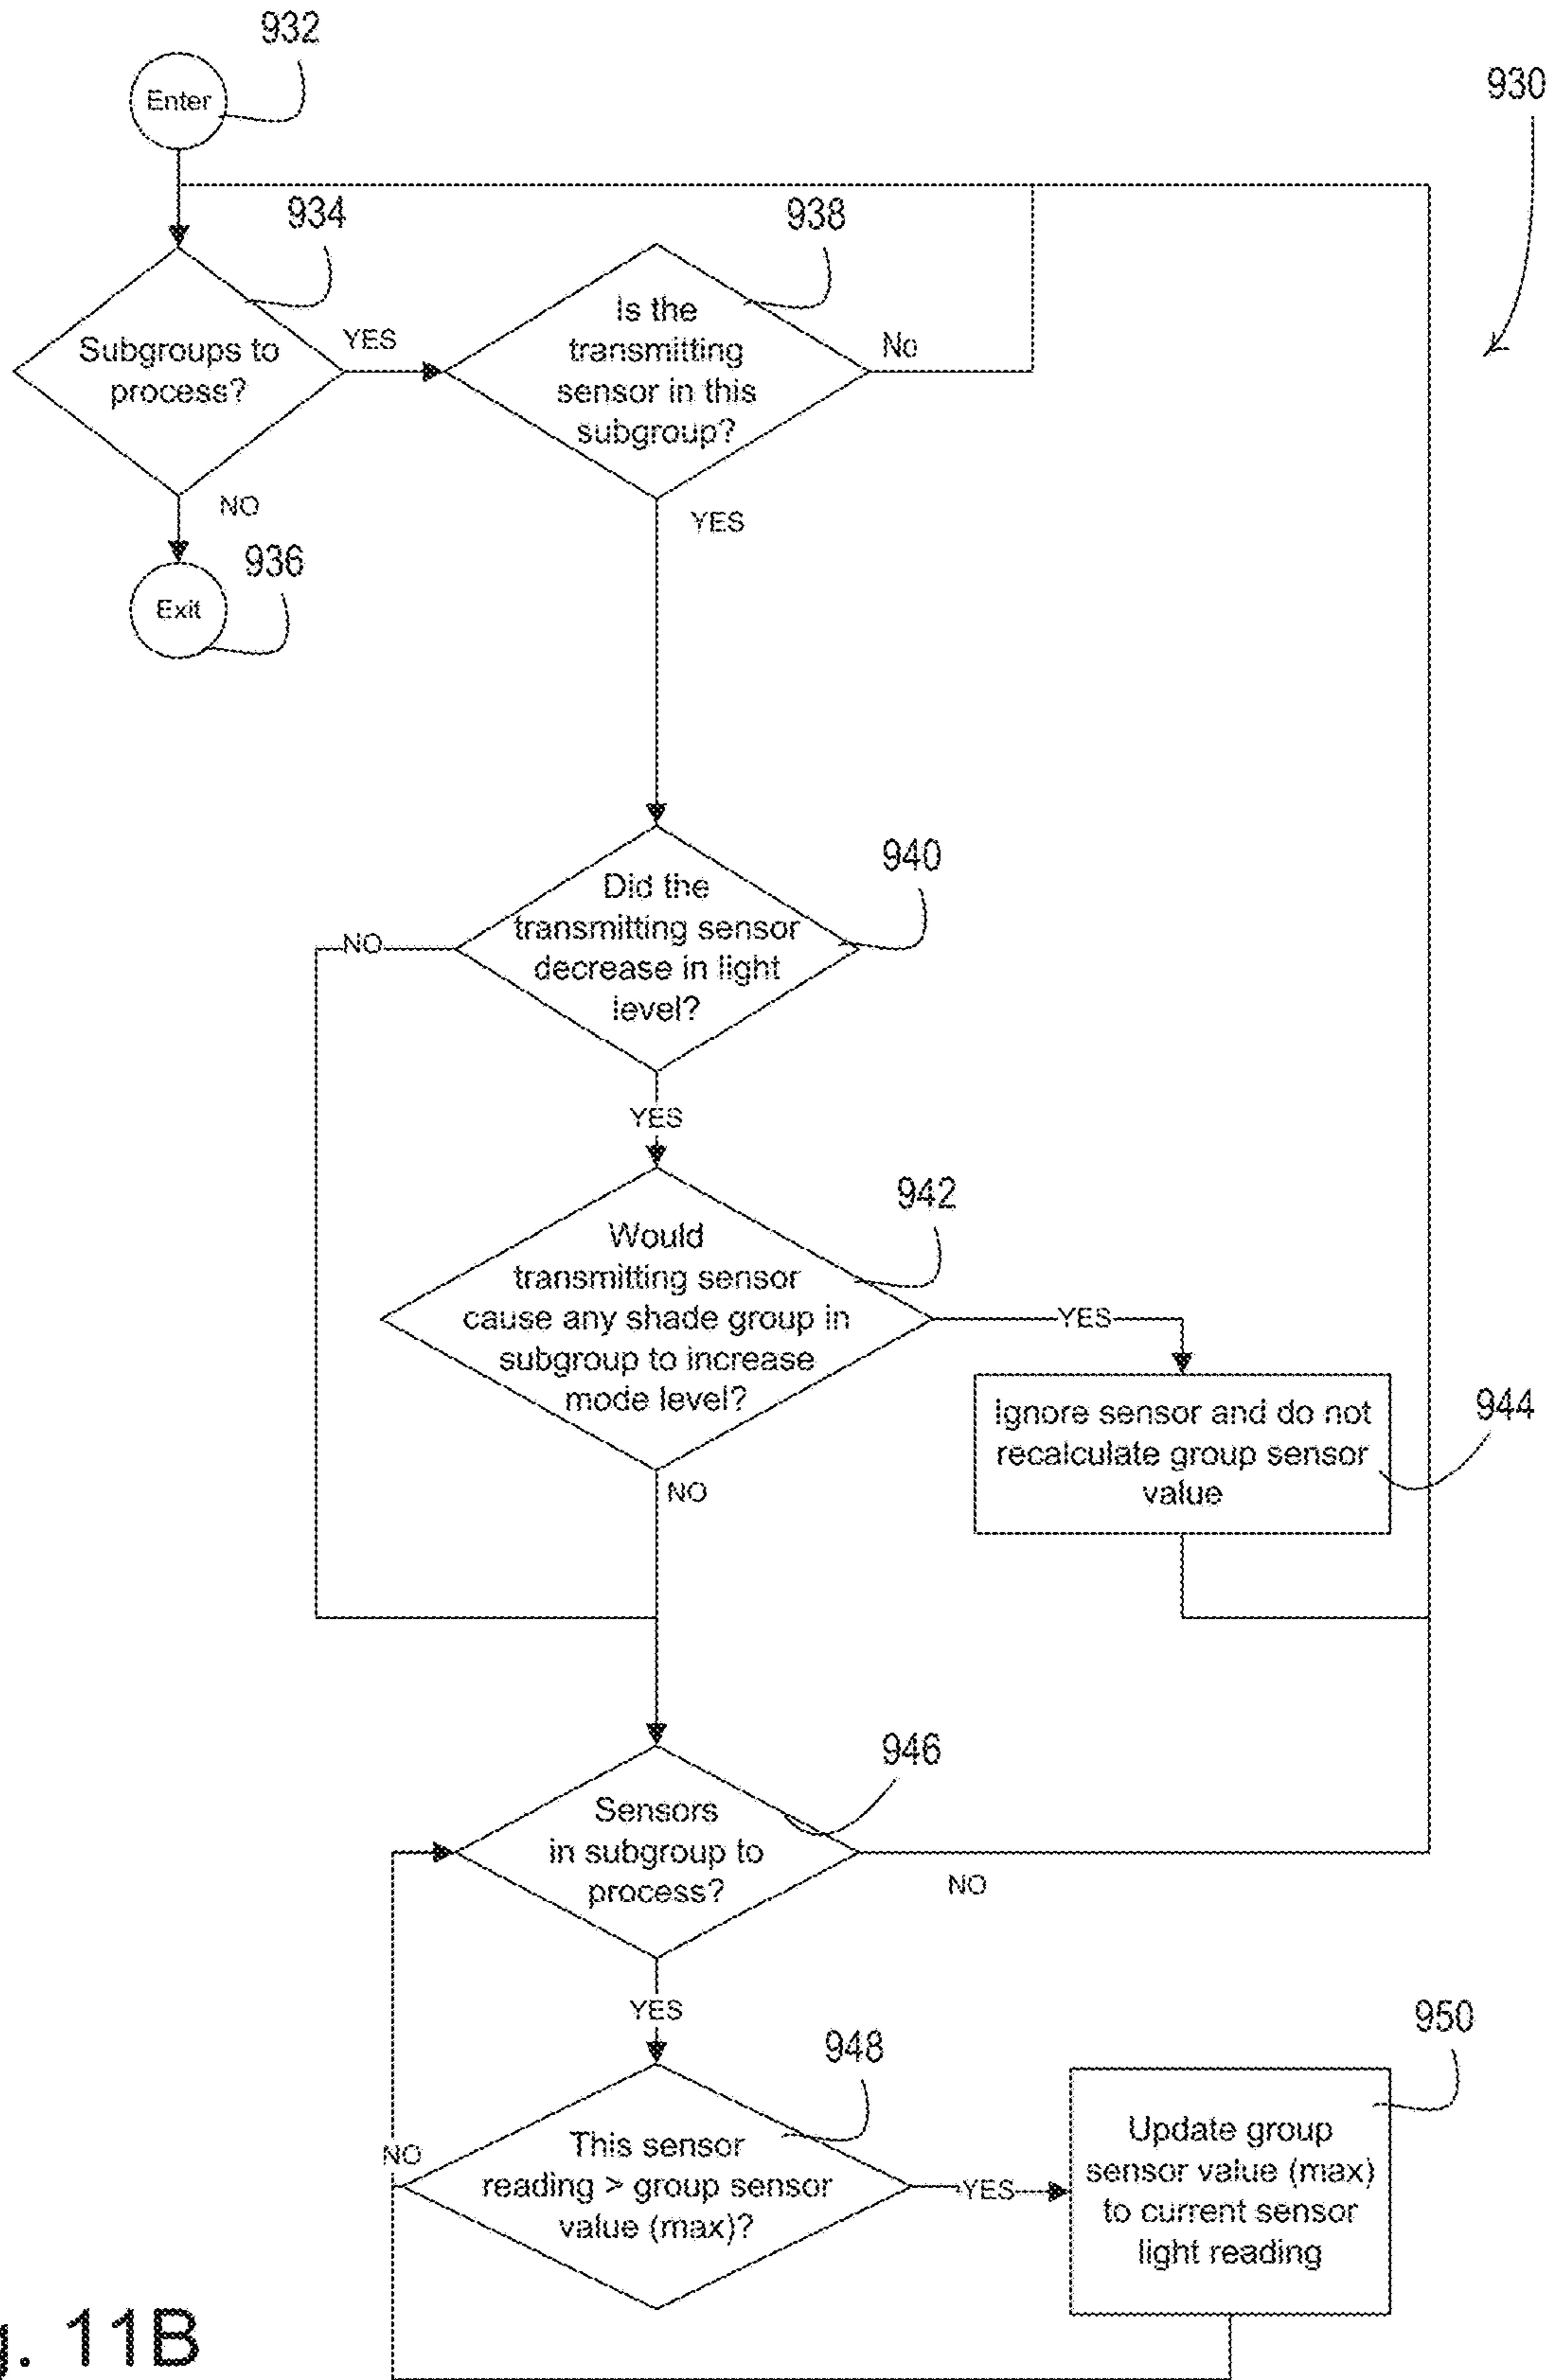 932
Enter
930
934
938
Subgroups to
process?
YES
Is the
transmitting
sensor in this
subgroup?
No
NO
YES
936
Exit
940
Did the
transmitting sensor
decrease in light
level?
NO
YES
942
Would
transmitting sensor
cause any shade group in
subgroup to increase
mode level?
YES
944
Ignore sensor and do not
recalculate group sensor
value
NO
946
Sensors
in subgroup to
process?
NO
YES
948
950
This sensor
reading > group sensor
value (max)?
NO
YES
Update group
sensor value (max)
to current sensor
light reading
11B